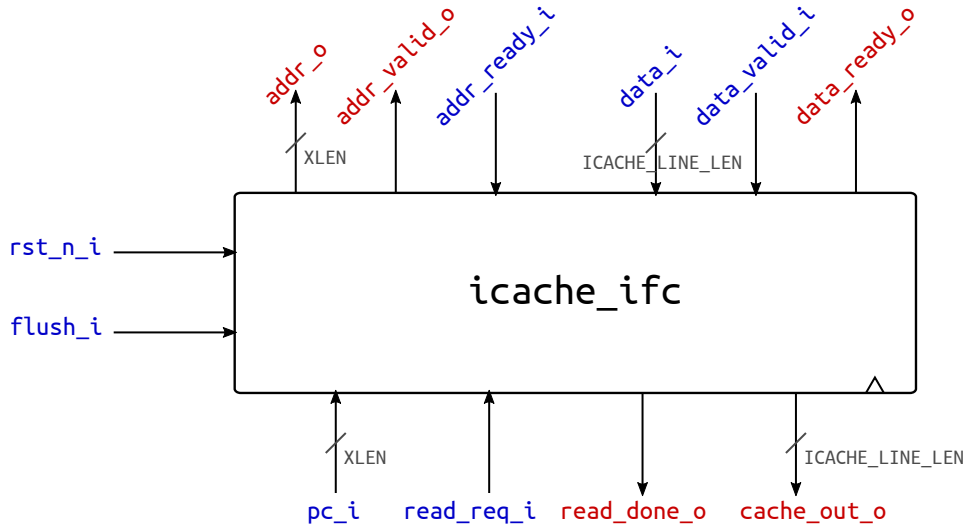 addr_o
addr_valid_o
addr_ready_i
data_i
data_valid_i
data_ready_o
XLEN
ICACHE_LINE_LEN
rst_n_i
icache_ifc
flush_i
XLEN
ICACHE_LINE_LEN
pc_i
read_req_i
read_done_o
cache_out_o